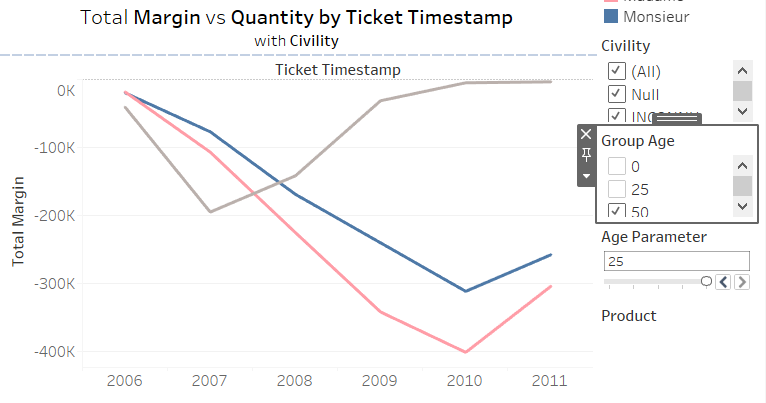 Total Margin vs Quantity by Ticket Timestamp
with Civility
Ticket Timestamp
0K
-100K
-200K
-300K
-400K
Total Margin
2006 2007 2008 2009 2010 2011
Monsieur
Civility
(All)
Null
Group Age
0
25
50
Age Parameter
25
Product